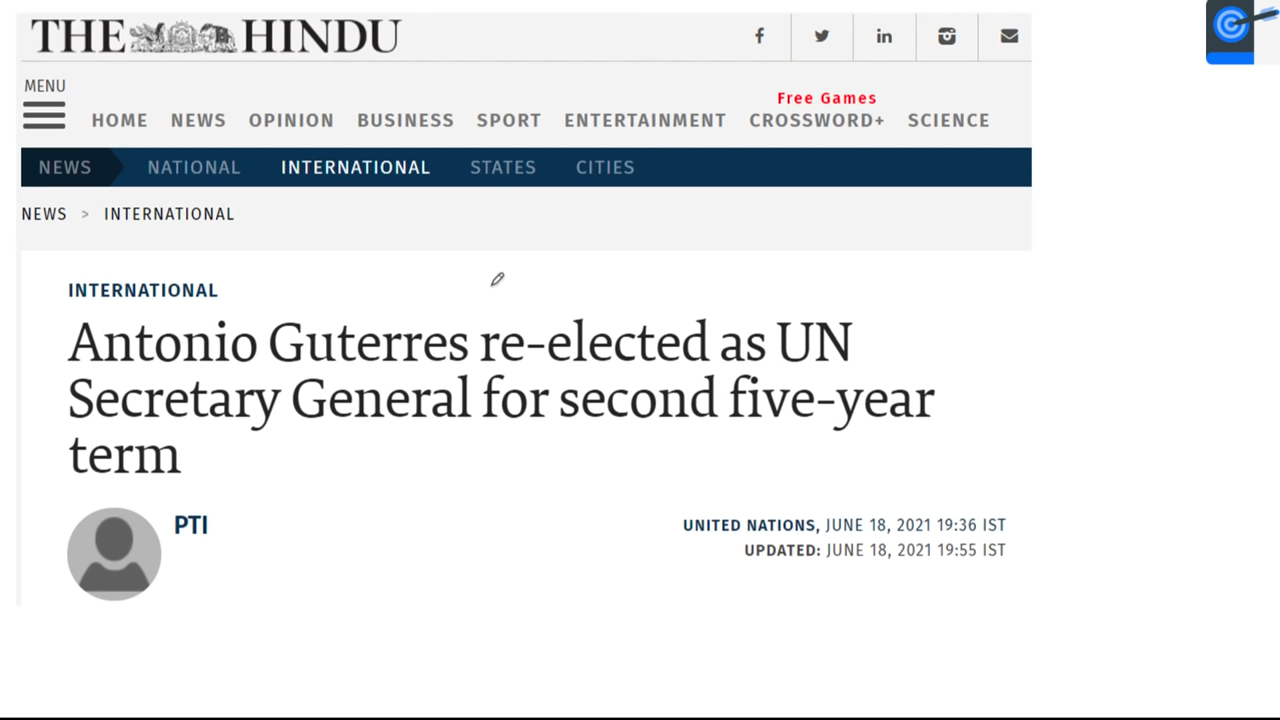 THE HINDU
MENU
Free Games
HOME NEWS OPINION BUSINESS SPORT ENTERTAINMENT CROSSWORD+ SCIENCE
NEWS NATIONAL INTERNATIONAL STATES CITIES
NEWS > INTERNATIONAL
INTERNATIONAL
Antonio Guterres re-elected as UN
Secretary General for second five-year
term
PTI
UNITED NATIONS, JUNE 18, 2021 19:36 IST
UPDATED: JUNE 18, 2021 19:55 IST